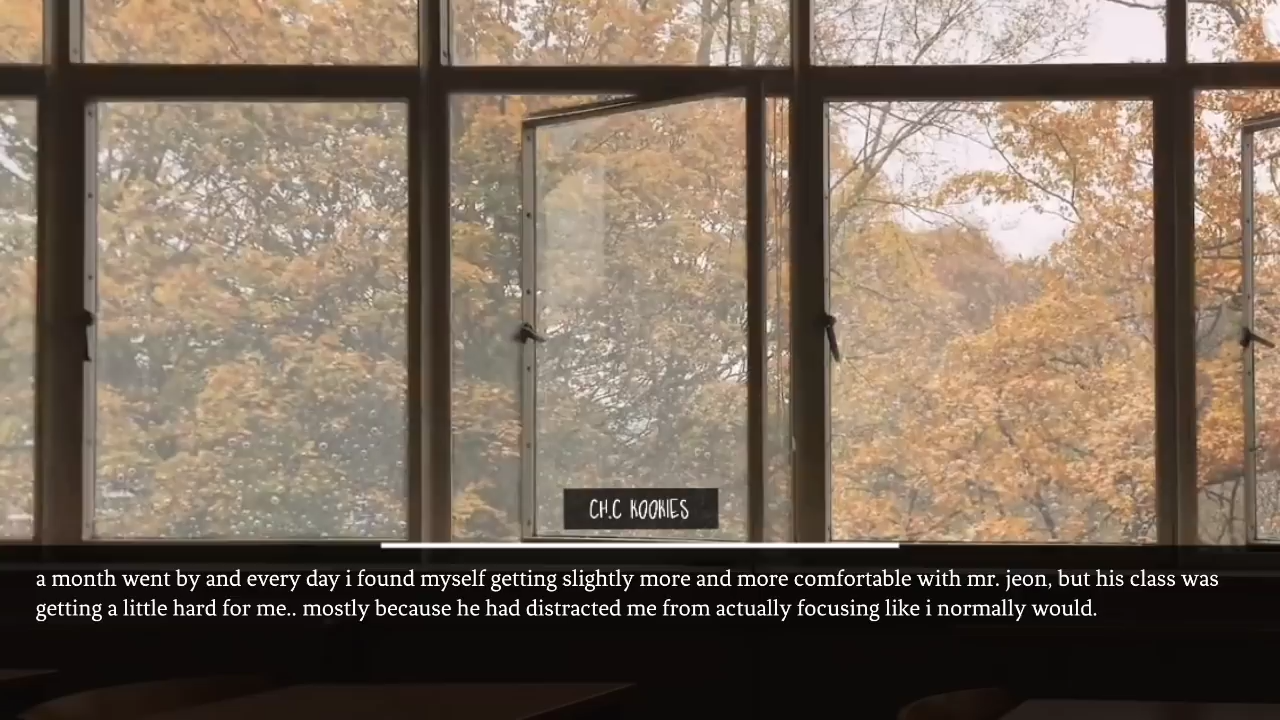 CH.C KOOKIES
a month went by and every day i found myself getting slightly more and more comfortable with mr. jeon, but his class was
getting a little hard for me.. mostly because he had distracted me from actually focusing like i normally would.